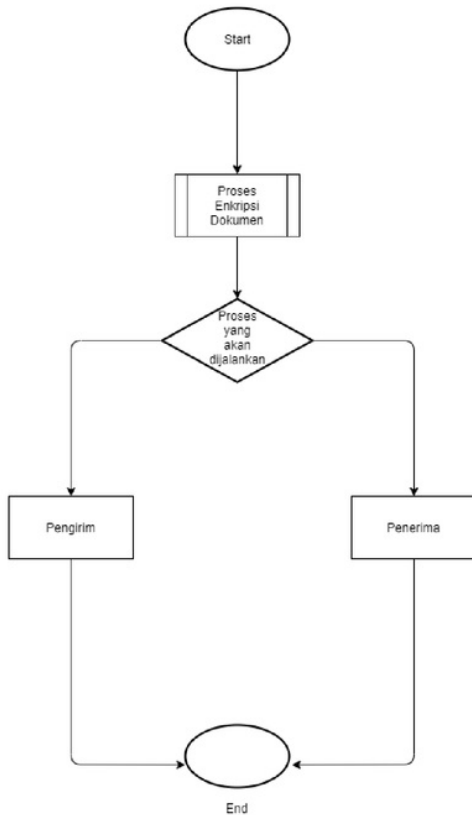 Start
Proses
Enkripsi
Dokumen
Proses
yang
akan
dijalankan
Pengirim
Penerima
End